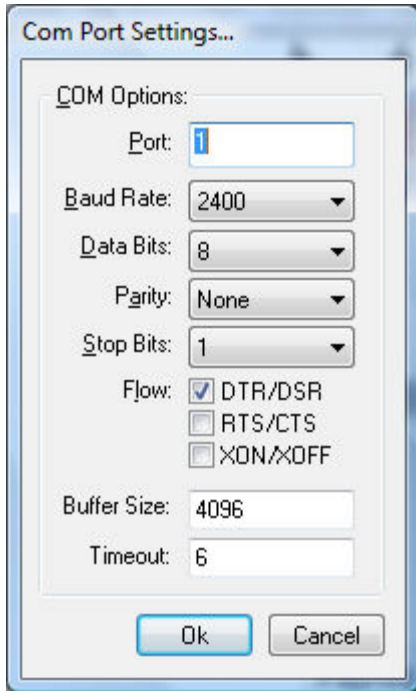 Com Port Settings...
COM Options:
Port: 1
Baud Rate: 2400
Data Bits: 8
Parity: None
Stop Bits: 1
Flow: DTR/DSR
RTS/CTS
XON/XOFF
Buffer Size: 4096
Timeout: 6
Ok Cancel